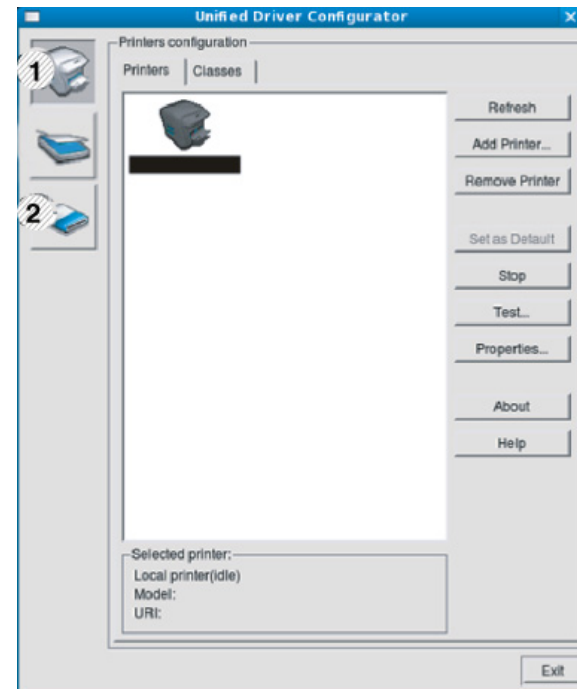 Unified Driver Configurator
Printers configuration
1
Printers Classes
Refresh
Add Printer...
Remove Printer
2
Set as Default
Stop
Test...
Properties...
About
Help
Selected printer:
Local printer(idle)
Model:
URI:
Exit